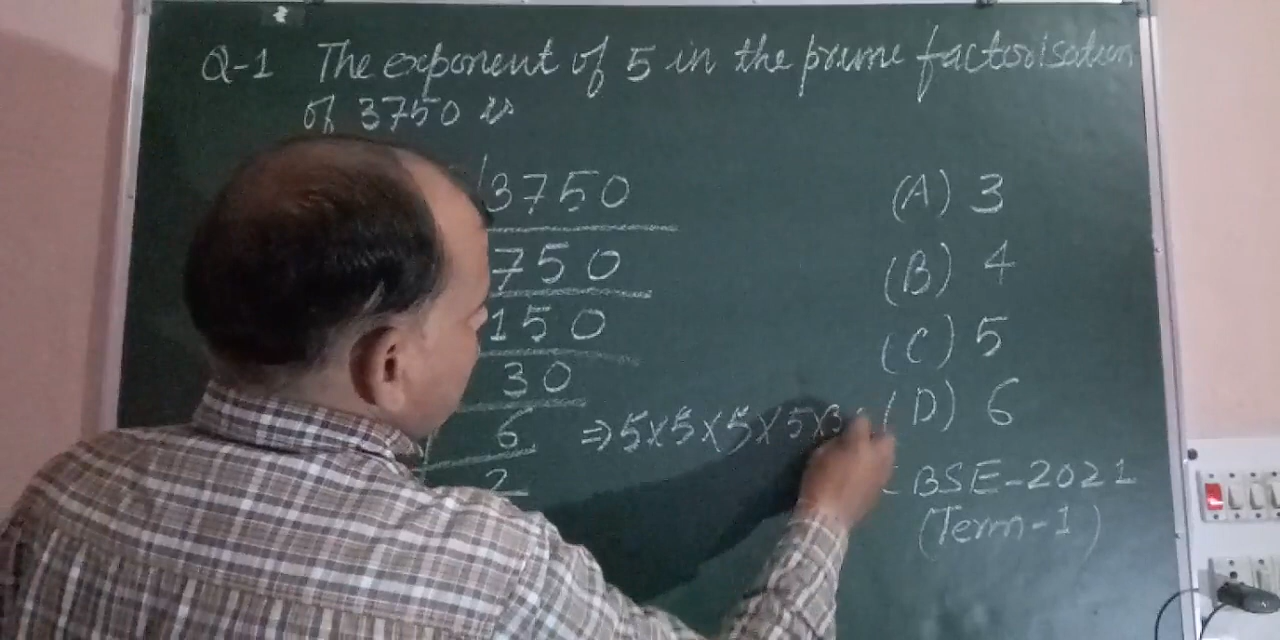 Q-1 The exponent of 5 in the prime factorisation
of 3750 is
3750
750
150
30
6
2
⇒ 5×5×5×5×3
(A) 3
(B) 4
(C) 5
(D) 6
BSE-2021
(Term-1)